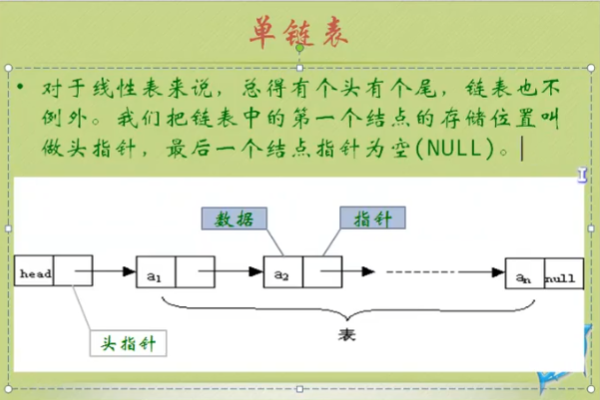 单链表
• 对于线性表来说，总得有个头有个尾，链表也不
例外。我们把链表中的第一个结点的存储位置叫
做头指针，最后一个结点指针为空(NULL)。
数据 指针
head a1 a2 an null
头指针
表